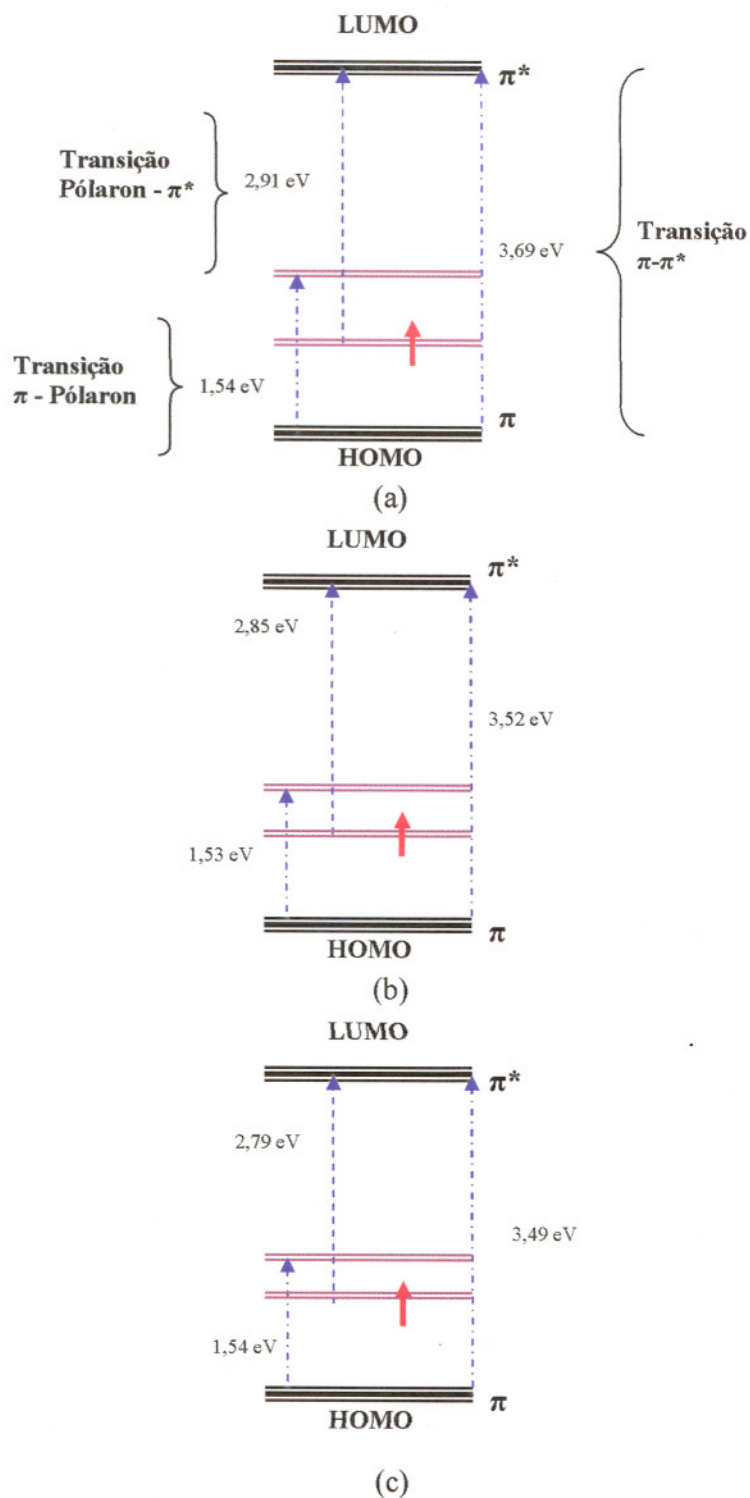 LUMO
π*
Transição
Pólaron - π*
2,91 eV
3,69 eV
Transição
π-π*
Transição
π - Pólaron
1,54 eV
π
HOMO
(a)
LUMO
π*
2,85 eV
3,52 eV
1,53 eV
π
HOMO
(b)
LUMO
π*
2,79 eV
3,49 eV
1,54 eV
π
HOMO
(c)